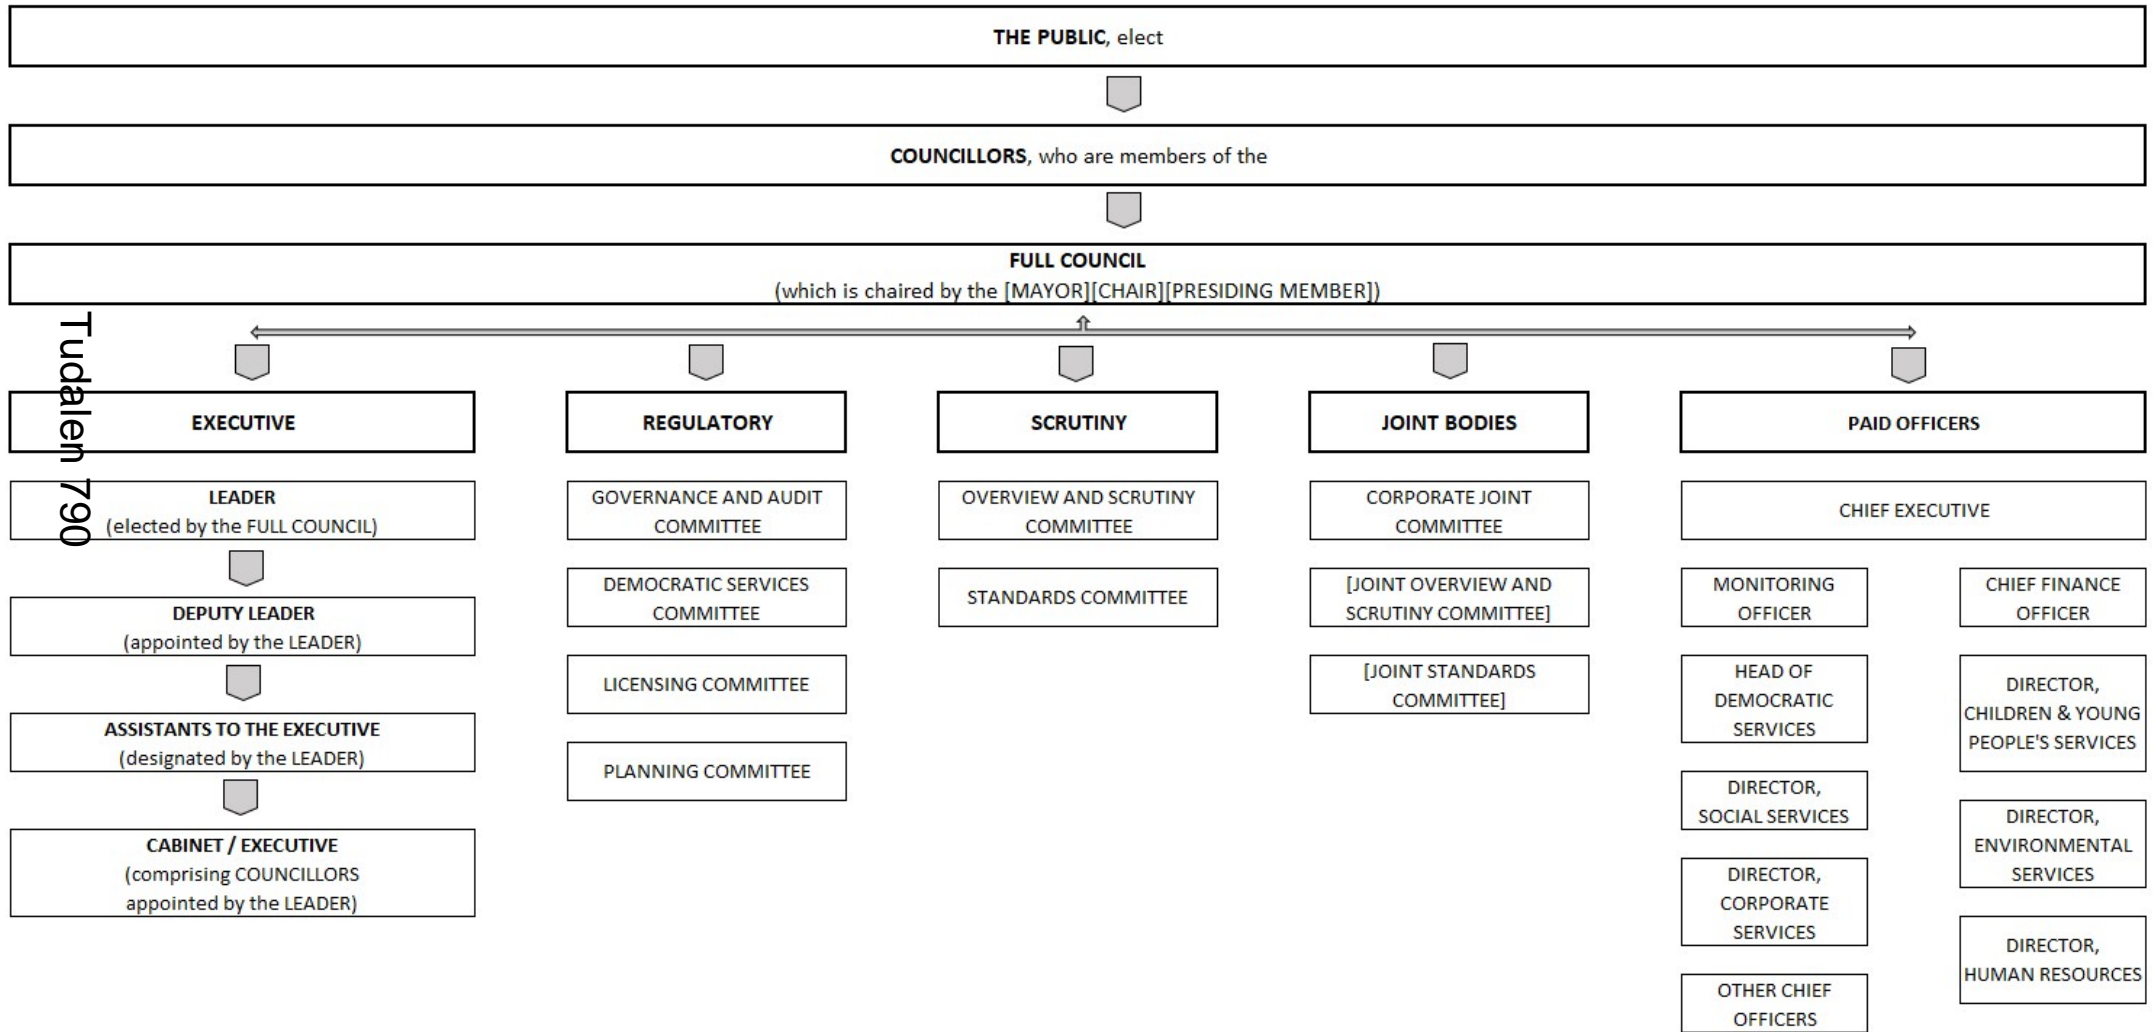 THE PUBLIC, elect
COUNCILLORS, who are members of the
FULL COUNCIL
(which is chaired by the [MAYOR][CHAIR][PRESIDING MEMBER])
Tudalen 790
EXECUTIVE
LEADER
(elected by the FULL COUNCIL)
DEPUTY LEADER
(appointed by the LEADER)
ASSISTANTS TO THE EXECUTIVE
(designated by the LEADER)
CABINET / EXECUTIVE
(comprising COUNCILLORS
appointed by the LEADER)
REGULATORY
GOVERNANCE AND AUDIT
COMMITTEE
DEMOCRATIC SERVICES
COMMITTEE
LICENSING COMMITTEE
PLANNING COMMITTEE
SCRUTINY
OVERVIEW AND SCRUTINY
COMMITTEE
STANDARDS COMMITTEE
JOINT BODIES
CORPORATE JOINT
COMMITTEE
[JOINT OVERVIEW AND
SCRUTINY COMMITTEE]
[JOINT STANDARDS
COMMITTEE]
PAID OFFICERS
CHIEF EXECUTIVE
MONITORING
OFFICER
HEAD OF
DEMOCRATIC
SERVICES
DIRECTOR,
SOCIAL SERVICES
DIRECTOR,
CORPORATE
SERVICES
OTHER CHIEF
OFFICERS
CHIEF FINANCE
OFFICER
DIRECTOR,
CHILDREN & YOUNG
PEOPLE'S SERVICES
DIRECTOR,
ENVIRONMENTAL
SERVICES
DIRECTOR,
HUMAN RESOURCES